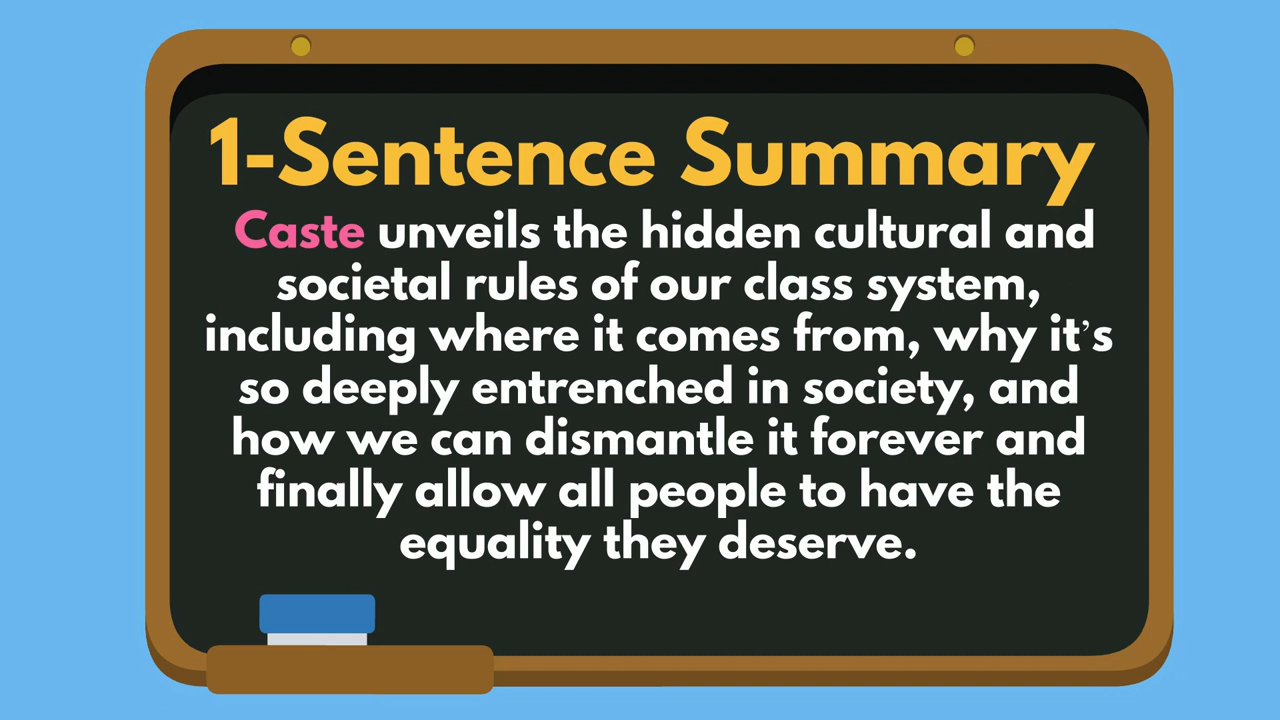 1-Sentence Summary
Caste unveils the hidden cultural and
societal rules of our class system,
including where it comes from, why it’s
so deeply entrenched in society, and
how we can dismantle it forever and
finally allow all people to have the
equality they deserve.